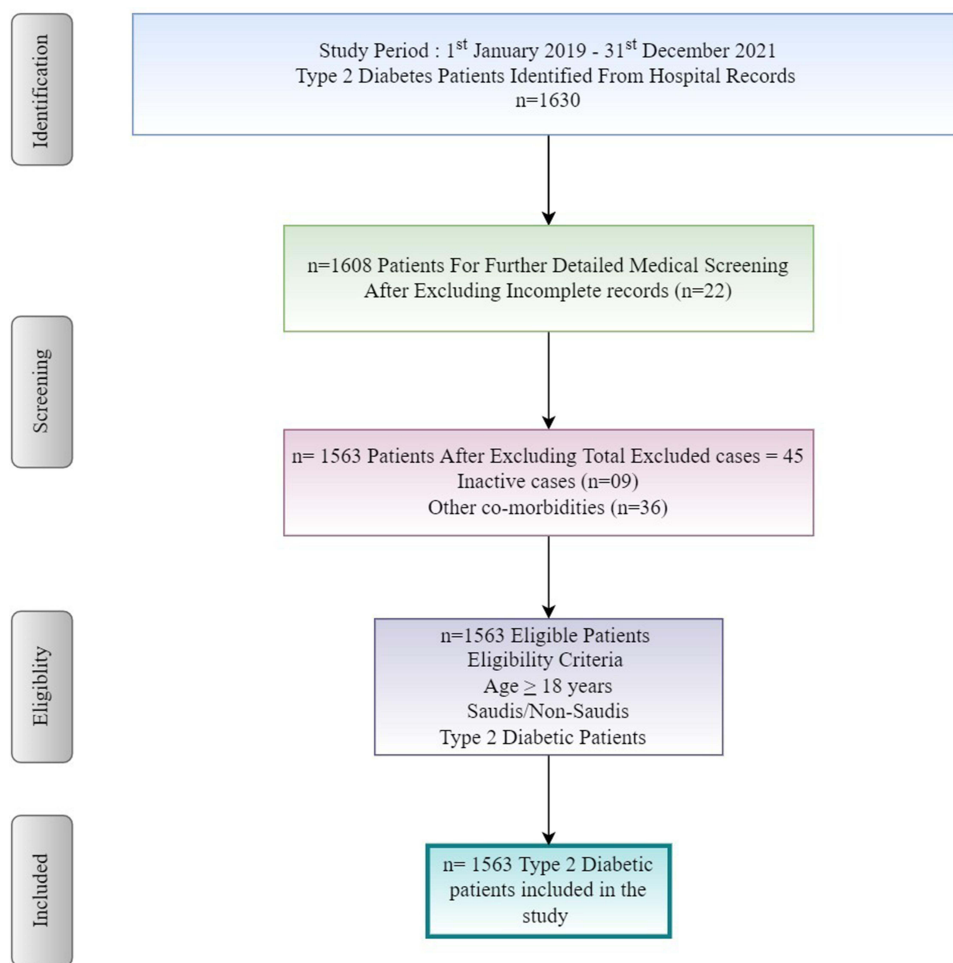 Identification
Study Period : 1st January 2019 - 31st December 2021
Type 2 Diabetes Patients Identified From Hospital Records
n=1630
n=1608 Patients For Further Detailed Medical Screening
After Excluding Incomplete records (n=22)
Screening
n= 1563 Patients After Excluding Total Excluded cases = 45
Inactive cases (n=09)
Other co-morbidities (n=36)
Eligiblity
n=1563 Eligible Patients
Eligibility Criteria
Age ≥ 18 years
Saudis/Non-Saudis
Type 2 Diabetic Patients
Included
n= 1563 Type 2 Diabetic
patients included in the
study